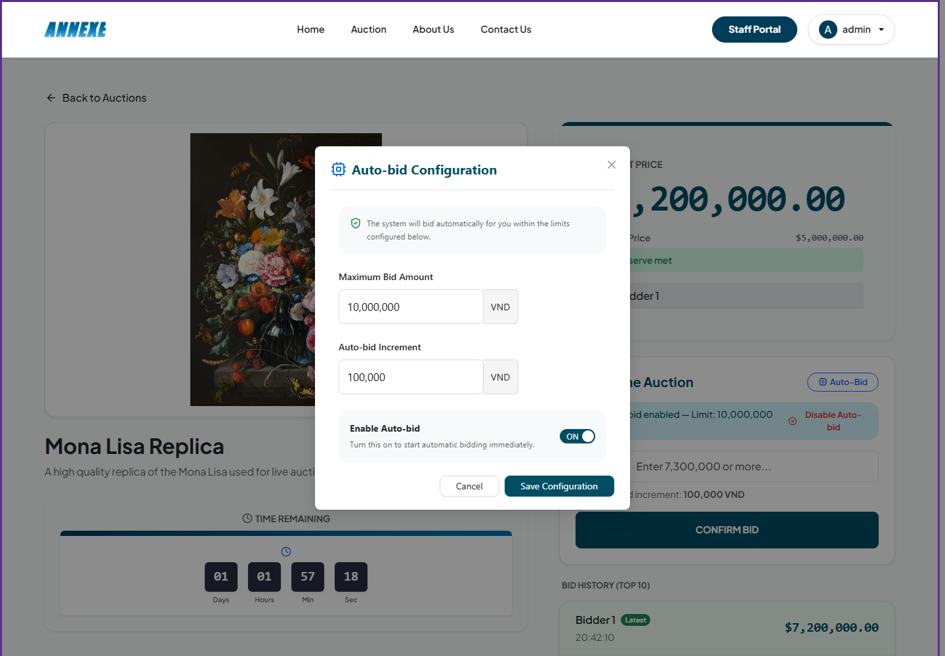 ANNEXE
Home
Auction
About Us
Contact Us
Staff Portal
A
admin
Back to Auctions
Auto-bid Configuration
The system will bid automatically for you within the limits
configured below.
Maximum Bid Amount
10,000,000
VND
Auto-bid Increment
100,000
VND
Enable Auto-bid
Turn this on to start automatic bidding immediately.
ON
Cancel
Save Configuration
PRICE
,200,000.00
Price
$5,000,000.00
met
1
Auction
Auto-Bid
enabled — Limit: 10,000,000
Disable Auto-
bid
Enter 7,300,000 or more...
increment: 100,000 VND
CONFIRM BID
BID HISTORY (TOP 10)
Bidder 1
Latest
20:42:10
$7,200,000.00
Mona Lisa Replica
A high quality replica of the Mona Lisa used for live
TIME REMAINING
01
01
57
18
Days
Hours
Min
Sec